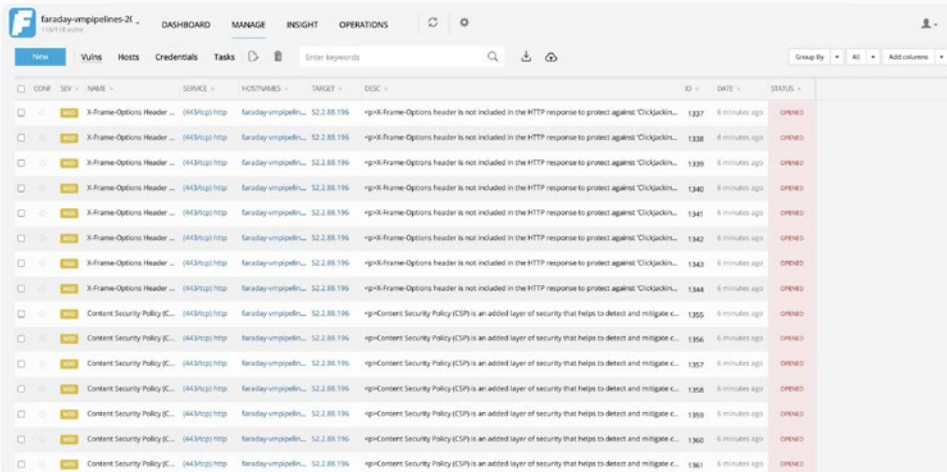 faraday-vmpipelines-20
110/118 vulns
DASHBOARD MANAGE INSIGHT OPERATIONS
New Vulns Hosts Credentials Tasks Enter keywords Group By All Add columns
CONF SEV NAME SERVICE HOSTNAMES TARGET DESC ID DATE STATUS
MED X-Frame-Options Header ... (443/tcp) http faraday-vmpipelin... 52.2.88.196 <p>X-Frame-Options header is not included in the HTTP response to protect against 'ClickJackin... 1337 6 minutes ago OPENED
MED X-Frame-Options Header ... (443/tcp) http faraday-vmpipelin... 52.2.88.196 <p>X-Frame-Options header is not included in the HTTP response to protect against 'ClickJackin... 1338 6 minutes ago OPENED
MED X-Frame-Options Header ... (443/tcp) http faraday-vmpipelin... 52.2.88.196 <p>X-Frame-Options header is not included in the HTTP response to protect against 'ClickJackin... 1339 6 minutes ago OPENED
MED X-Frame-Options Header ... (443/tcp) http faraday-vmpipelin... 52.2.88.196 <p>X-Frame-Options header is not included in the HTTP response to protect against 'ClickJackin... 1340 6 minutes ago OPENED
MED X-Frame-Options Header ... (443/tcp) http faraday-vmpipelin... 52.2.88.196 <p>X-Frame-Options header is not included in the HTTP response to protect against 'ClickJackin... 1341 6 minutes ago OPENED
MED X-Frame-Options Header ... (443/tcp) http faraday-vmpipelin... 52.2.88.196 <p>X-Frame-Options header is not included in the HTTP response to protect against 'ClickJackin... 1342 6 minutes ago OPENED
MED X-Frame-Options Header ... (443/tcp) http faraday-vmpipelin... 52.2.88.196 <p>X-Frame-Options header is not included in the HTTP response to protect against 'ClickJackin... 1343 6 minutes ago OPENED
MED X-Frame-Options Header ... (443/tcp) http faraday-vmpipelin... 52.2.88.196 <p>X-Frame-Options header is not included in the HTTP response to protect against 'ClickJackin... 1344 6 minutes ago OPENED
MED Content Security Policy (C... (443/tcp) http faraday-vmpipelin... 52.2.88.196 <p>Content Security Policy (CSP) is an added layer of security that helps to detect and mitigate c... 1355 6 minutes ago OPENED
MED Content Security Policy (C... (443/tcp) http faraday-vmpipelin... 52.2.88.196 <p>Content Security Policy (CSP) is an added layer of security that helps to detect and mitigate c... 1356 6 minutes ago OPENED
MED Content Security Policy (C... (443/tcp) http faraday-vmpipelin... 52.2.88.196 <p>Content Security Policy (CSP) is an added layer of security that helps to detect and mitigate c... 1357 6 minutes ago OPENED
MED Content Security Policy (C... (443/tcp) http faraday-vmpipelin... 52.2.88.196 <p>Content Security Policy (CSP) is an added layer of security that helps to detect and mitigate c... 1358 6 minutes ago OPENED
MED Content Security Policy (C... (443/tcp) http faraday-vmpipelin... 52.2.88.196 <p>Content Security Policy (CSP) is an added layer of security that helps to detect and mitigate c... 1359 6 minutes ago OPENED
MED Content Security Policy (C... (443/tcp) http faraday-vmpipelin... 52.2.88.196 <p>Content Security Policy (CSP) is an added layer of security that helps to detect and mitigate c... 1360 6 minutes ago OPENED
MED Content Security Policy (C... (443/tcp) http faraday-vmpipelin... 52.2.88.196 <p>Content Security Policy (CSP) is an added layer of security that helps to detect and mitigate c... 1361 6 minutes ago OPENED